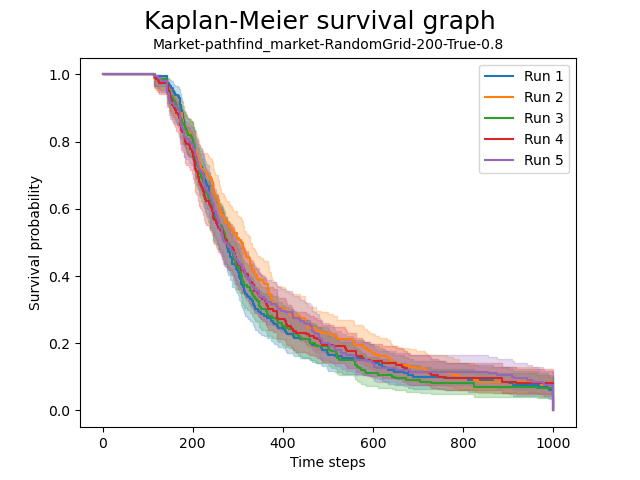 Kaplan-Meier survival graph
Market-pathfind_market-RandomGrid-200-True-0.8
Survival probability
1.0
0.8
0.6
0.4
0.2
0.0
Run 1
Run 2
Run 3
Run 4
Run 5
0 200 400 600 800 1000
Time steps